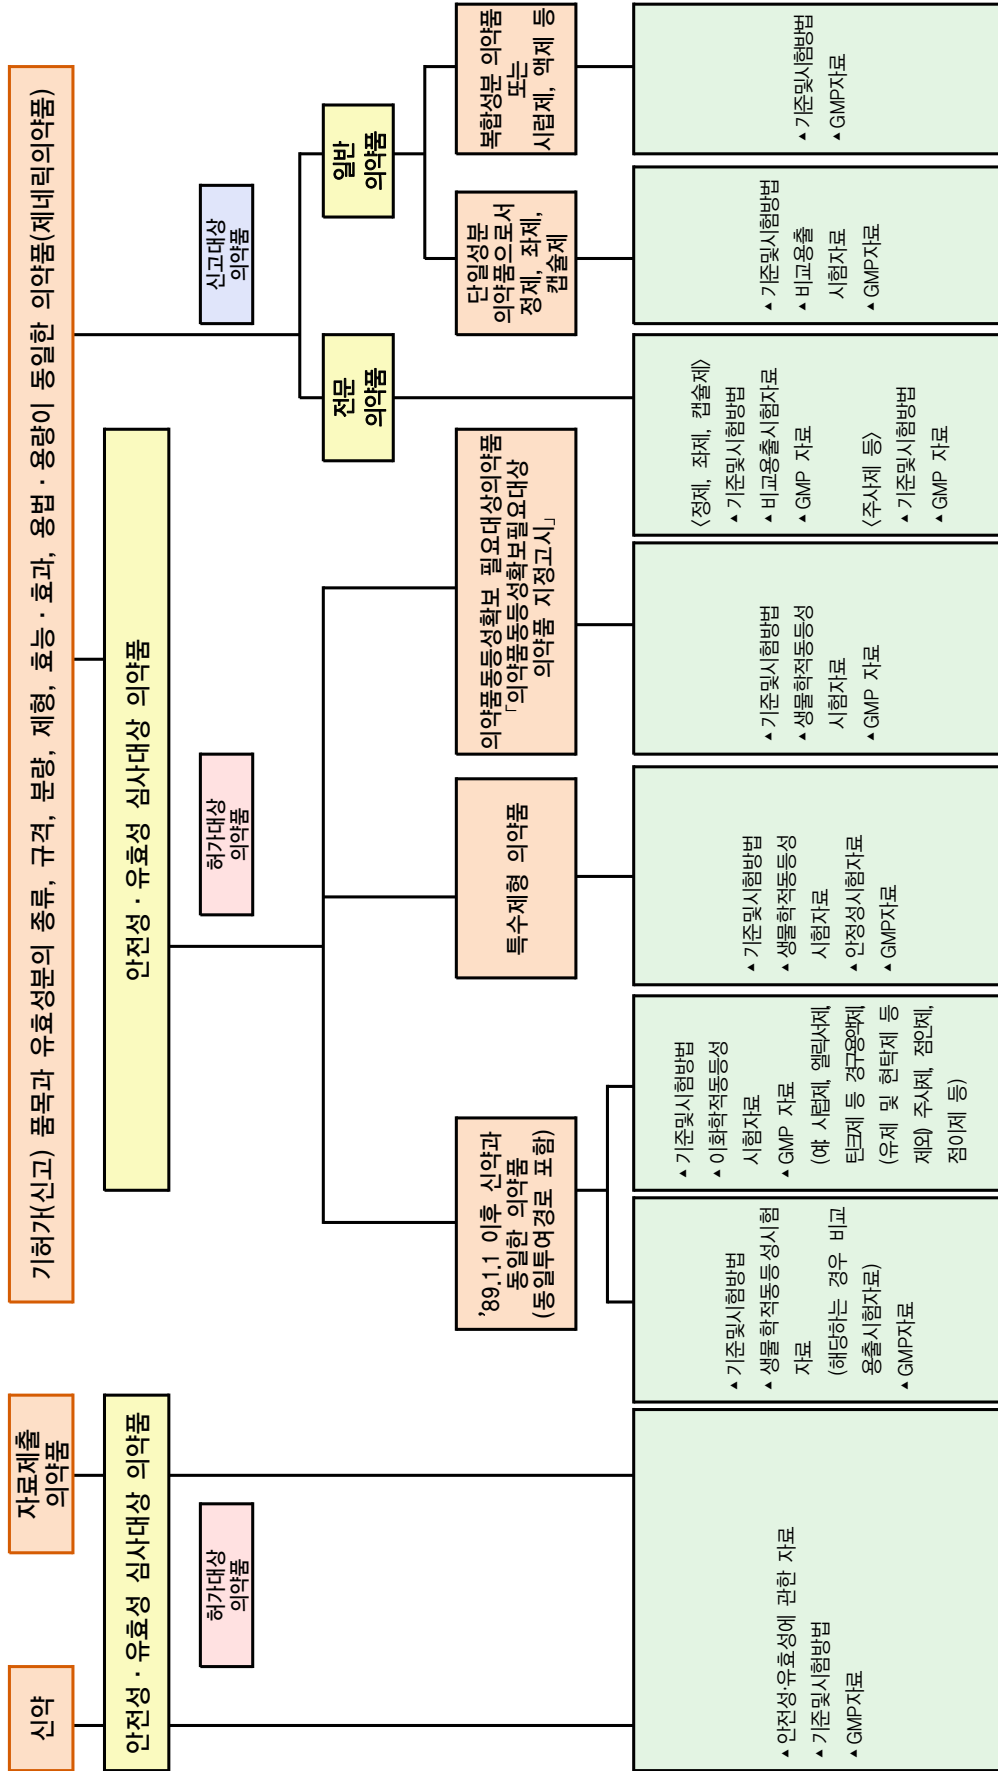 신약
자료제출
의약품
기허가(신고) 품목과 유효성분의 종류, 규격, 분량, 제형, 효능·효과, 용법·용량이 동일한 의약품(제네릭의약품)
안전성·유효성 심사대상 의약품
안전성·유효성 심사대상 의약품
허가대상
의약품
허가대상
의약품
신고대상
의약품
전문
의약품
일반
의약품
'89.1.1 이후 신약과
동일한 의약품
(동일투여경로 포함)
특수제형 의약품
의약품동등성확보 필요대상의약품
「의약품동등성확보필요대상
의약품 지정고시」
단일성분
의약품으로서
정제, 좌제,
캡슐제
복합성분 의약품
또는
시럽제, 액제 등
▲ 안전성·유효성에 관한 자료
▲ 기준및시험방법
▲ GMP자료
▲ 기준및시험방법
▲ 생물학적동등성시험
자료
(해당하는 경우 비교
용출시험자료)
▲ GMP자료
▲ 기준및시험방법
▲ 이화학적동등성
시험자료
▲ GMP 자료
(예: 시럽제, 엘릭서제,
틴크제 등 경구용액제,
(유제 및 현탁제 등
제외) 주사제, 점안제,
점이제 등)
▲ 기준및시험방법
▲ 생물학적동등성
시험자료
▲ 안정성시험자료
▲ GMP자료
▲ 기준및시험방법
▲ 생물학적동등성
시험자료
▲ GMP 자료
〈정제, 좌제, 캡슐제〉
▲ 기준및시험방법
▲ 비교용출시험자료
▲ GMP 자료
〈주사제 등〉
▲ 기준및시험방법
▲ GMP 자료
▲ 기준및시험방법
▲ 비교용출
시험자료
▲ GMP자료
▲ 기준및시험방법
▲ GMP자료